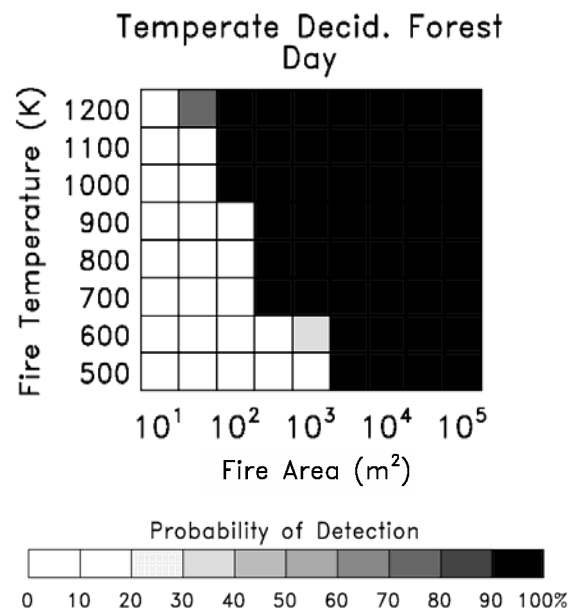 Temperate Decid. Forest
Day
Fire Temperature (K)
1200
1100
1000
900
800
700
600
500
10¹ 10² 10³ 10⁴ 10⁵
Fire Area (m²)
Probability of Detection
0 10 20 30 40 50 60 70 80 90 100%